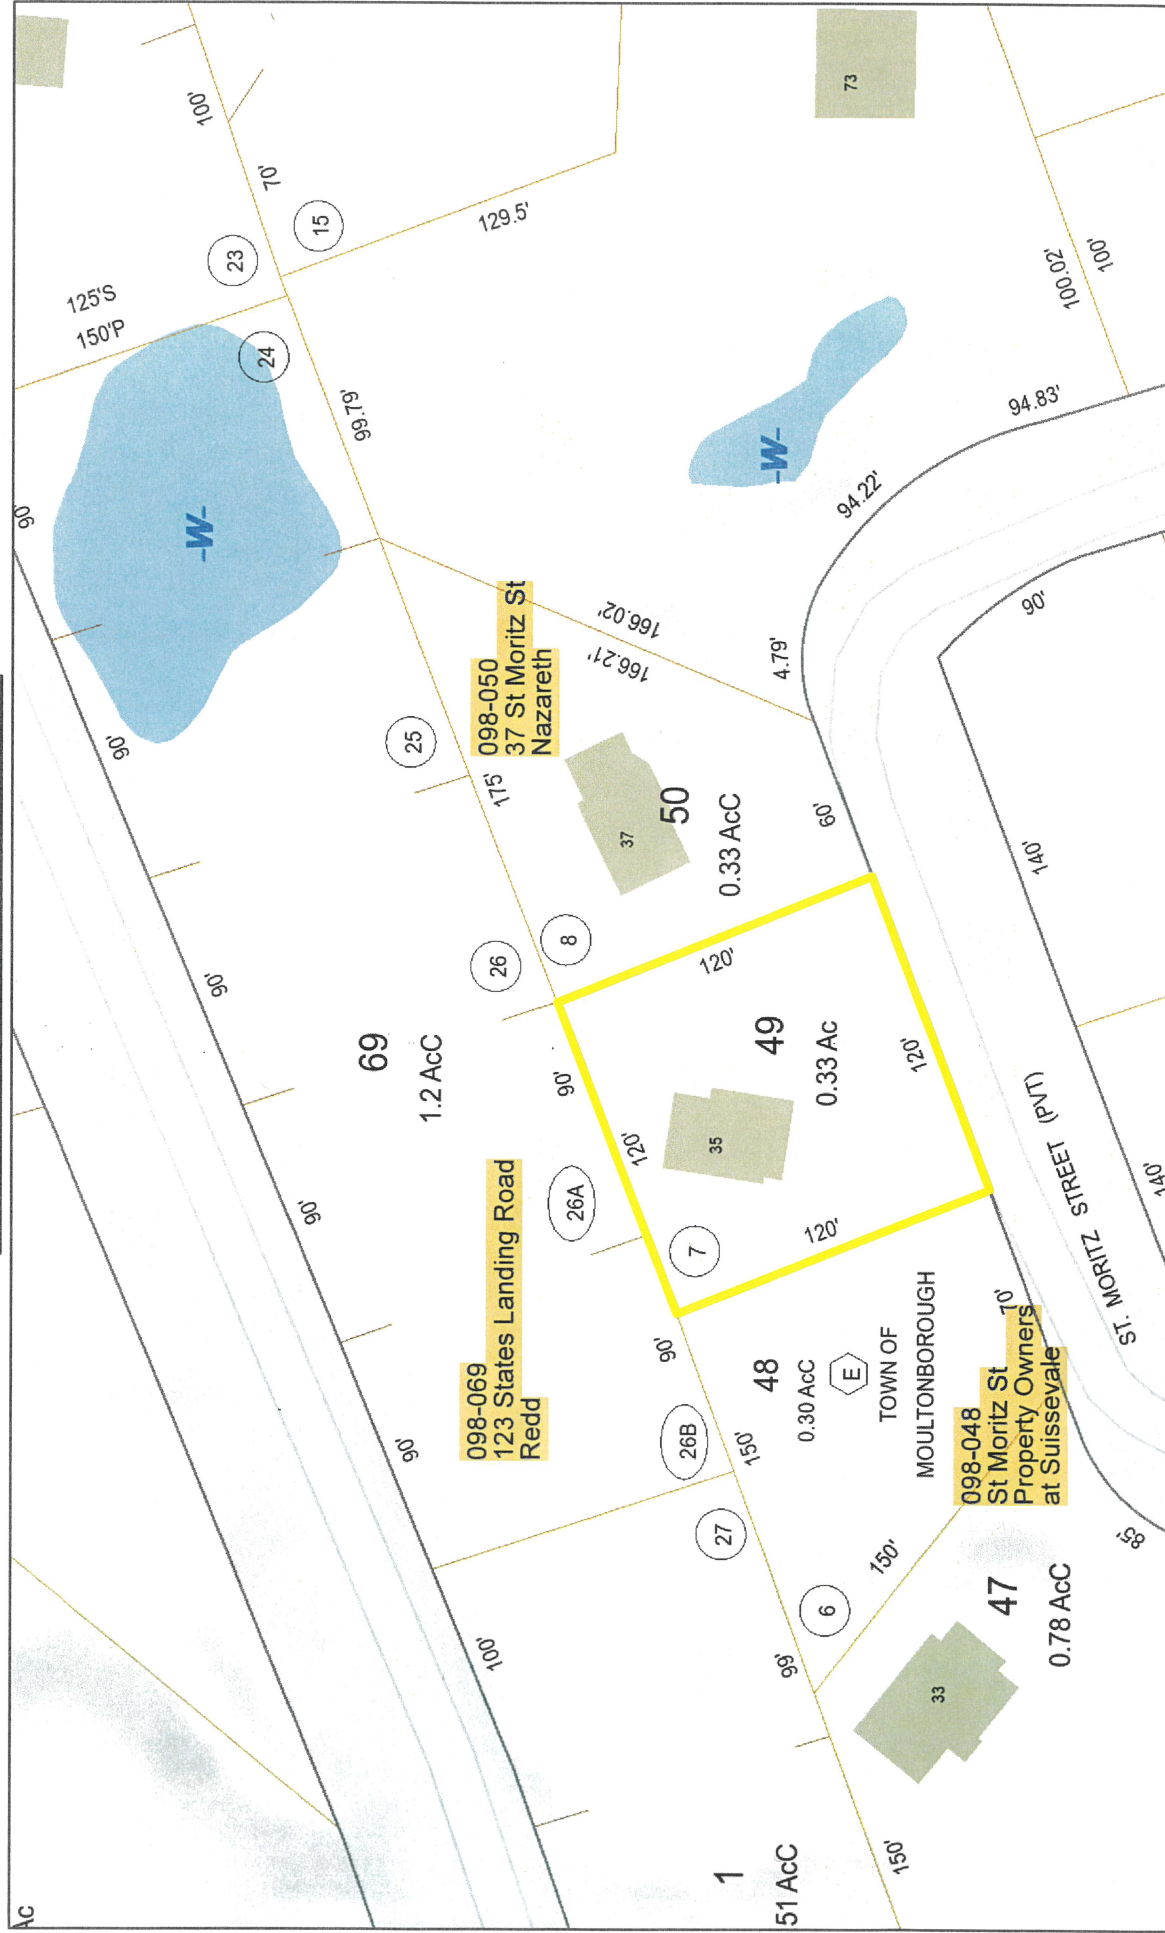 Ac
100'
90'
90'
90'
90'
90'
90'
125'S
150'P
23
100'
70'
15
24
99.79'
129.5'
-W-
-W-
73
100.02'
100'
94.83'
94.22'
4.79'
90'
166.02'
166.21'
098-050
37 St Moritz St
Nazareth
25
175'
37
50
0.33 AcC
60'
140'
69
1.2 AcC
26
8
120'
90'
120'
26A
35
49
0.33 Ac
120'
7
120'
098-069
123 States Landing Road
Redd
90'
48
0.30 AcC
E
TOWN OF
MOULTONBOROUGH
70'
ST. MORITZ STREET (PVT)
140'
26B
150'
27
098-048
St Moritz St
Property Owners
at Suissevale
85'
150'
6
99'
33
47
0.78 AcC
1
51 AcC
150'